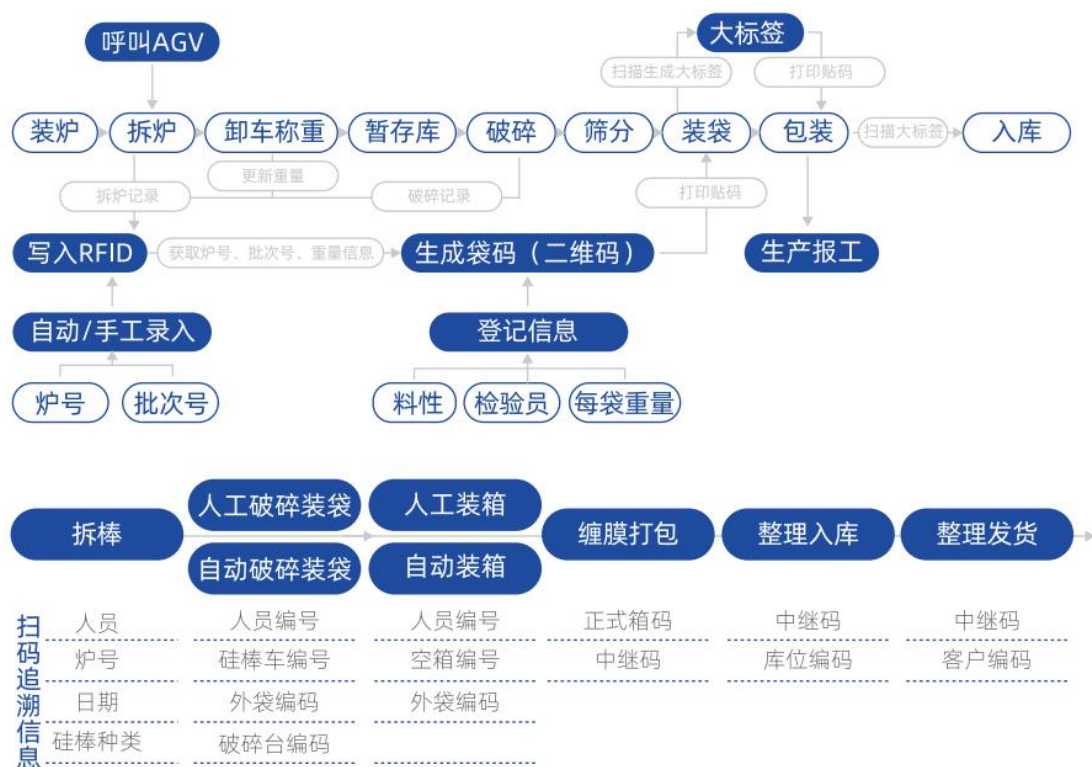 呼叫AGV
大标签
扫描生成大标签
打印贴码
装炉
拆炉
卸车称重
暂存库
破碎
筛分
装袋
包装
扫描大标签
入库
更新重量
拆炉记录
破碎记录
打印贴码
写入RFID
获取炉号、批次号、重量信息
生成袋码（二维码）
生产报工
自动/手工录入
登记信息
炉号
批次号
料性
检验员
每袋重量
拆棒
人工破碎装袋
自动破碎装袋
人工装箱
自动装箱
缠膜打包
整理入库
整理发货
扫码追溯信息
人员
人员编号
人员编号
正式箱码
中继码
中继码
炉号
硅棒车编号
空箱编号
中继码
库位编码
客户编码
日期
外袋编码
外袋编码
硅棒种类
破碎台编码